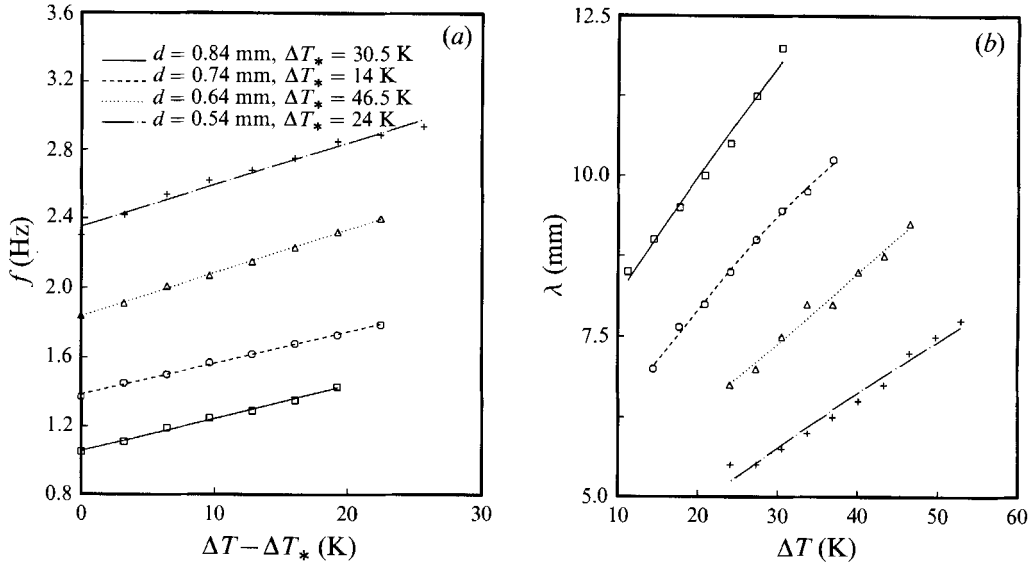 (a)
d = 0.84 mm, ΔT* = 30.5 K
d = 0.74 mm, ΔT* = 14 K
d = 0.64 mm, ΔT* = 46.5 K
d = 0.54 mm, ΔT* = 24 K
3.6
3.2
2.8
2.4
2.0
1.6
1.2
0.8
f (Hz)
0
10
20
30
ΔT − ΔT* (K)
(b)
12.5
10.0
7.5
5.0
λ (mm)
10
20
30
40
50
60
ΔT (K)